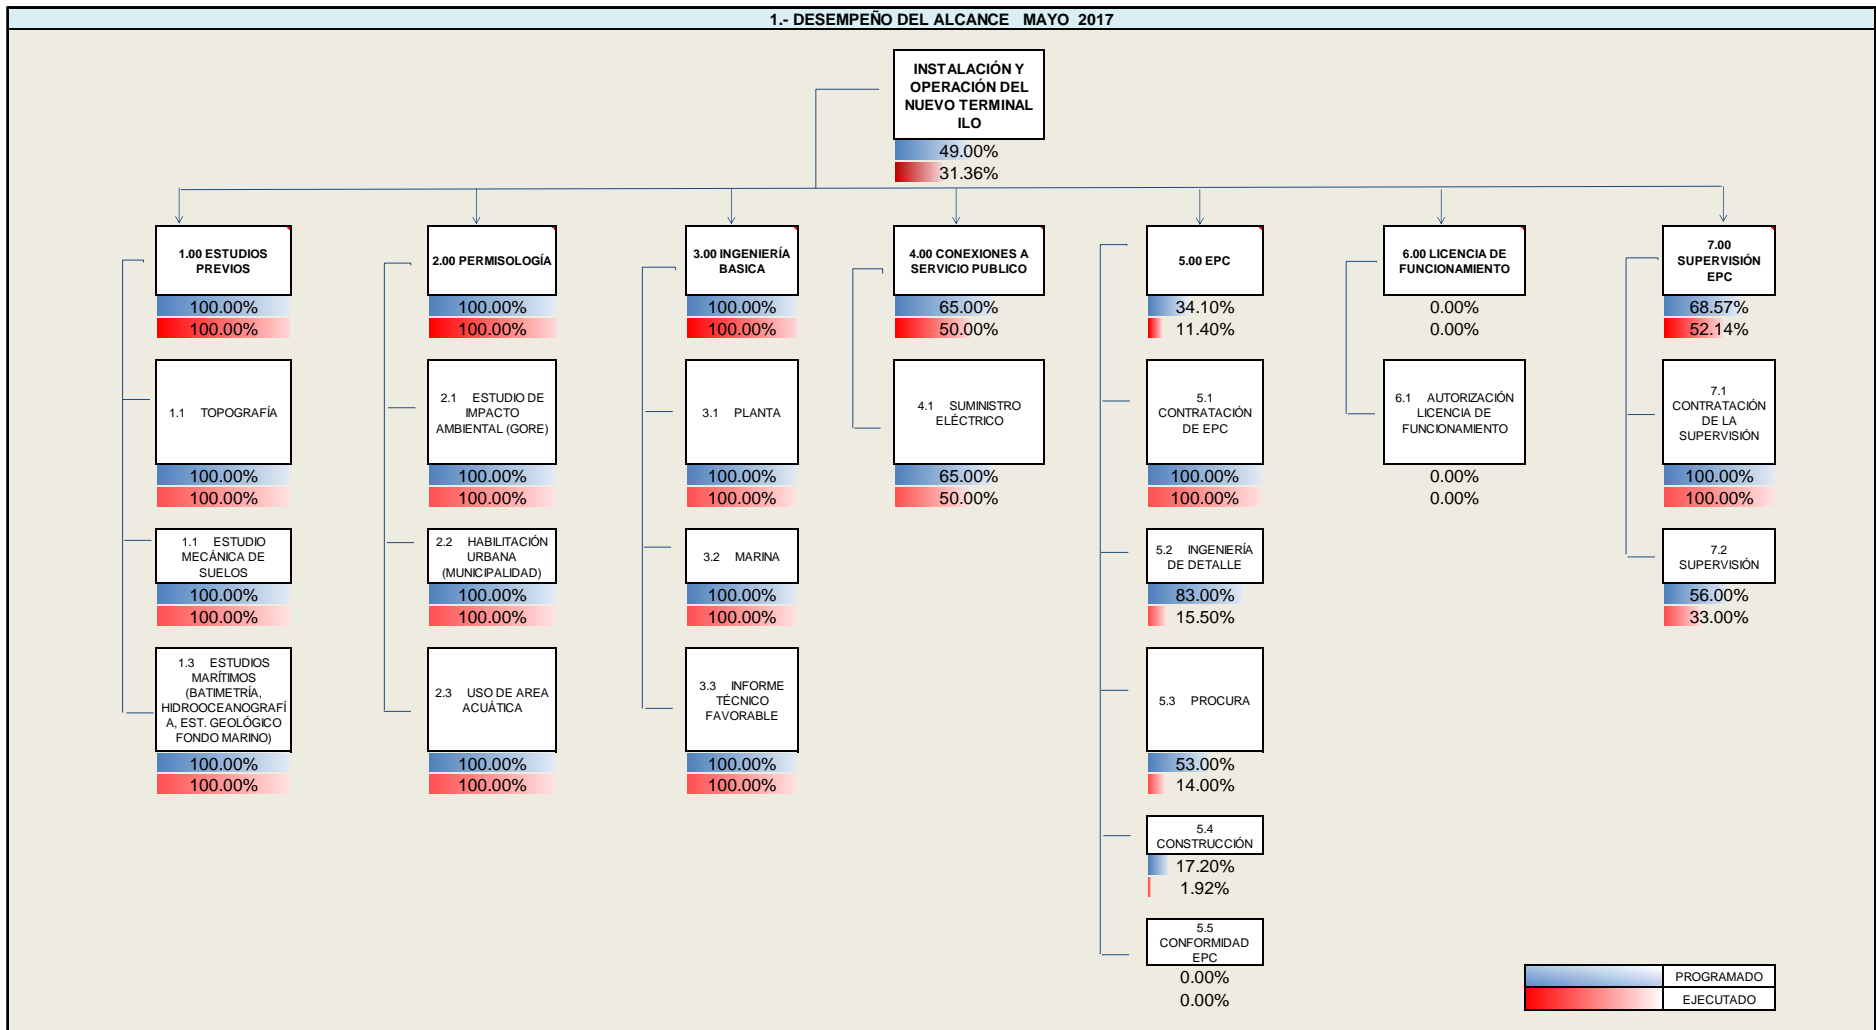 1.- DESEMPEÑO DEL ALCANCE MAYO 2017
INSTALACIÓN Y
OPERACIÓN DEL
NUEVO TERMINAL
ILO
49.00%
31.36%
1.00 ESTUDIOS
PREVIOS
100.00%
100.00%
1.1 TOPOGRAFÍA
100.00%
100.00%
1.1 ESTUDIO
MECÁNICA DE
SUELOS
100.00%
100.00%
1.3 ESTUDIOS
MARÍTIMOS
(BATIMETRÍA,
HIDROOCEANOGRAFÍ
A, EST. GEOLÓGICO
FONDO MARINO)
100.00%
100.00%
2.00 PERMISOLOGÍA
100.00%
100.00%
2.1 ESTUDIO DE
IMPACTO
AMBIENTAL (GORE)
100.00%
100.00%
2.2 HABILITACIÓN
URBANA
(MUNICIPALIDAD)
100.00%
100.00%
2.3 USO DE AREA
ACUÁTICA
100.00%
100.00%
3.00 INGENIERÍA
BASICA
100.00%
100.00%
3.1 PLANTA
100.00%
100.00%
3.2 MARINA
100.00%
100.00%
3.3 INFORME
TÉCNICO
FAVORABLE
100.00%
100.00%
4.00 CONEXIONES A
SERVICIO PUBLICO
65.00%
50.00%
4.1 SUMINISTRO
ELÉCTRICO
65.00%
50.00%
5.00 EPC
34.10%
11.40%
5.1
CONTRATACIÓN
DE EPC
100.00%
100.00%
5.2 INGENIERÍA
DE DETALLE
83.00%
15.50%
5.3 PROCURA
53.00%
14.00%
5.4
CONSTRUCCIÓN
17.20%
1.92%
5.5
CONFORMIDAD
EPC
0.00%
0.00%
6.00 LICENCIA DE
FUNCIONAMIENTO
0.00%
0.00%
6.1 AUTORIZACIÓN
LICENCIA DE
FUNCIONAMIENTO
0.00%
0.00%
7.00
SUPERVISIÓN
EPC
68.57%
52.14%
7.1
CONTRATACIÓN
DE LA
SUPERVISIÓN
100.00%
100.00%
7.2
SUPERVISIÓN
56.00%
33.00%
PROGRAMADO
EJECUTADO